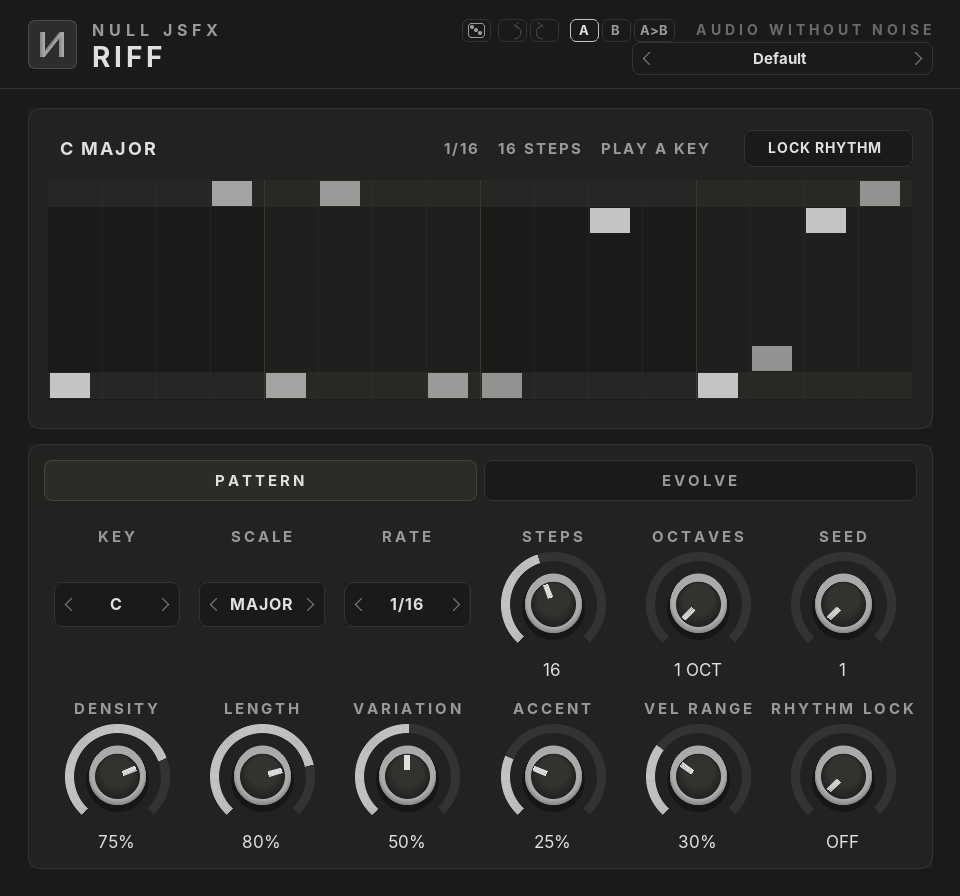 NULL JSFX
RIFF
A B A>B AUDIO WITHOUT NOISE
Default
C MAJOR 1/16 16 STEPS PLAY A KEY LOCK RHYTHM
PATTERN EVOLVE
KEY SCALE RATE STEPS OCTAVES SEED
C MAJOR 1/16
16 1 OCT 1
DENSITY LENGTH VARIATION ACCENT VEL RANGE RHYTHM LOCK
75% 80% 50% 25% 30% OFF